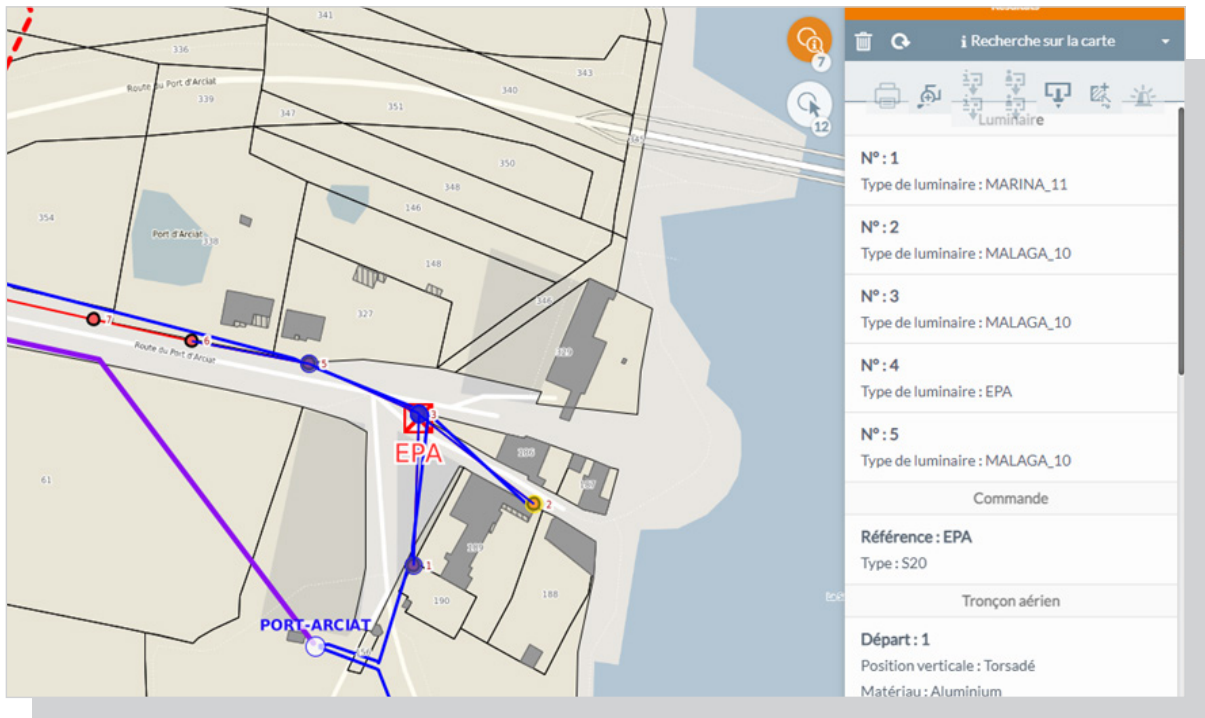 341
336
343
Route du Port d'Arciat
339
340
351
347
345
350
348
146
354
Port d'Arciat
338
148
346
327
7
6
Route du Port d'Arciat
5
329
3
EPA
186
61
187
2
199
1
190
188
PORT-ARCIAT
7
12
i Recherche sur la carte
Luminaire
N° : 1
Type de luminaire : MARINA_11
N° : 2
Type de luminaire : MALAGA_10
N° : 3
Type de luminaire : MALAGA_10
N° : 4
Type de luminaire : EPA
N° : 5
Type de luminaire : MALAGA_10
Commande
Référence : EPA
Type : S20
Tronçon aérien
Départ : 1
Position verticale : Torsadé
Matériau : Aluminium